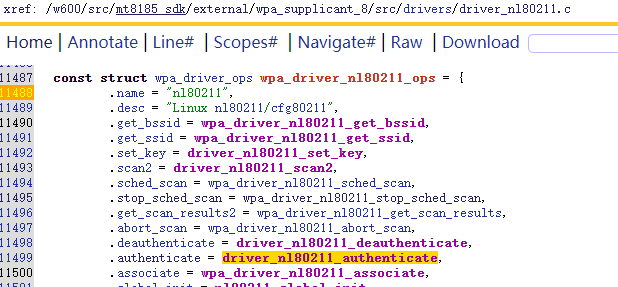 xref: /w600/src/mt8185_sdk/external/wpa_supplicant_8/src/drivers/driver_nl80211.c
Home | Annotate | Line# | Scopes# | Navigate# | Raw | Download
11487 const struct wpa_driver_ops wpa_driver_nl80211_ops = {
11488 .name = "nl80211",
11489 .desc = "Linux nl80211/cfg80211",
11490 .get_bssid = wpa_driver_nl80211_get_bssid,
11491 .get_ssid = wpa_driver_nl80211_get_ssid,
11492 .set_key = driver_nl80211_set_key,
11493 .scan2 = driver_nl80211_scan2,
11494 .sched_scan = wpa_driver_nl80211_sched_scan,
11495 .stop_sched_scan = wpa_driver_nl80211_stop_sched_scan,
11496 .get_scan_results2 = wpa_driver_nl80211_get_scan_results,
11497 .abort_scan = wpa_driver_nl80211_abort_scan,
11498 .deauthenticate = driver_nl80211_deauthenticate,
11499 .authenticate = driver_nl80211_authenticate,
11500 .associate = wpa_driver_nl80211_associate,